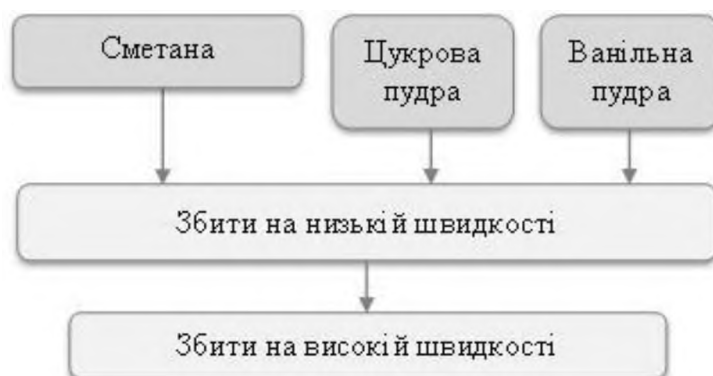 Сметана
Цукрова
пудра
Ванільна
пудра
Збити на низькій швидкості
Збити на високій швидкості